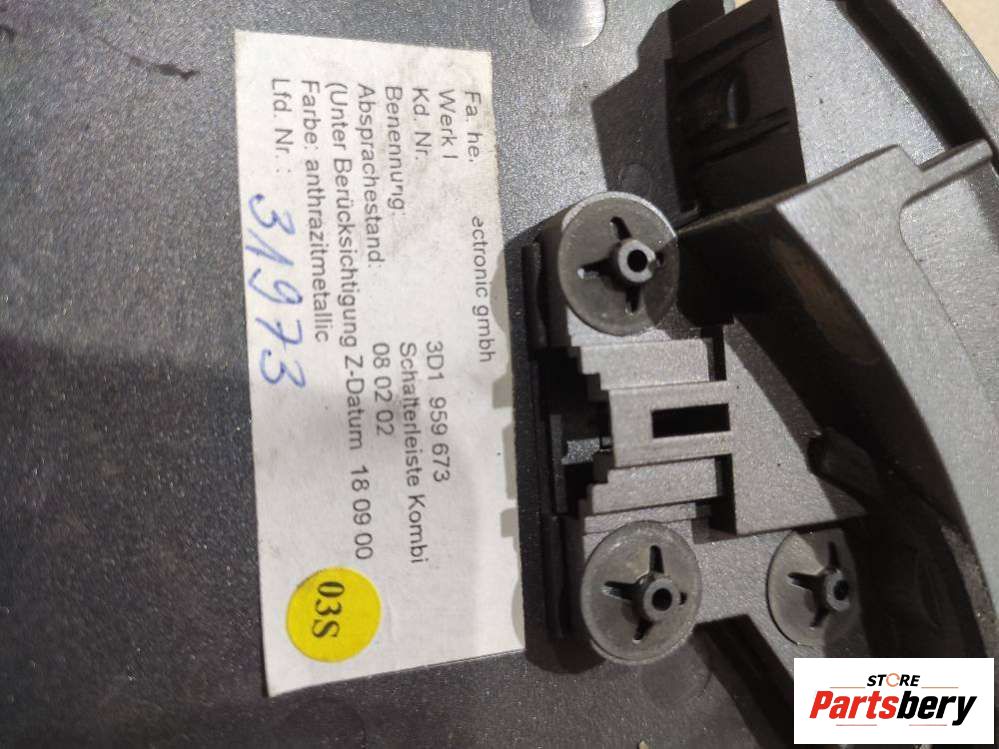 Fa. he. ectronic gmbh
Werk I
Kd. Nr. 3D1 959 673
Benennung: Schalterleiste Kombi
Absprachestand: 08 02 02
(Unter Berücksichtigung Z-Datum 18 09 00
Farbe: anthrazitmetallic
Lfd. Nr.: 31973
03S
STORE
Partsbery